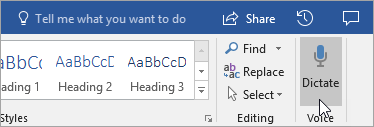 Tell me what you want to do
Share
AaBbCc
AaBbCcD
AaBbCcD
Find
Replace
Select
Dictate
eading 1
Heading 2
Heading 3
Styles
Editing
Voice